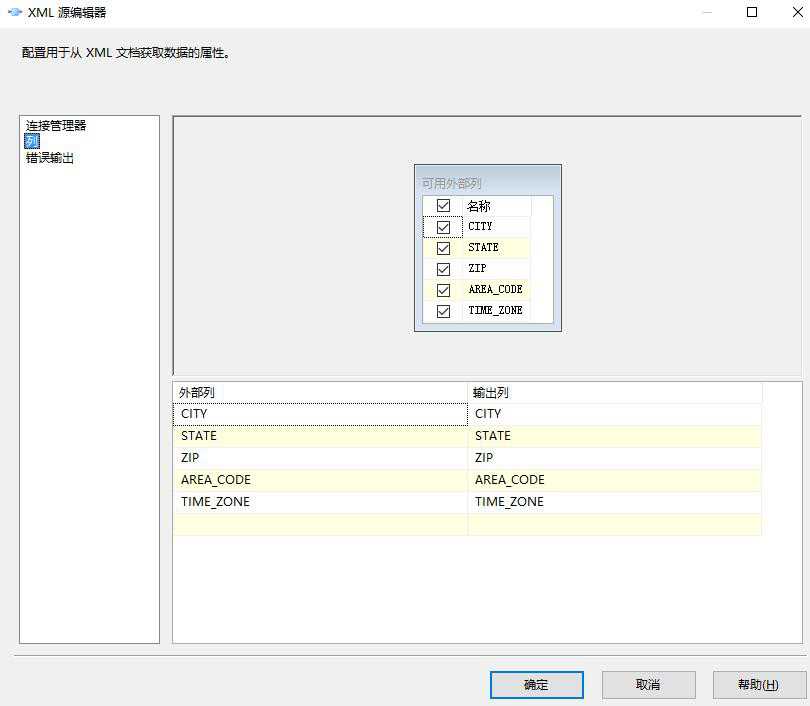 XML 源编辑器
配置用于从 XML 文档获取数据的属性。
连接管理器
列
错误输出
可用外部列
名称
CITY
STATE
ZIP
AREA_CODE
TIME_ZONE
外部列 输出列
CITY CITY
STATE STATE
ZIP ZIP
AREA_CODE AREA_CODE
TIME_ZONE TIME_ZONE
确定 取消 帮助(H)